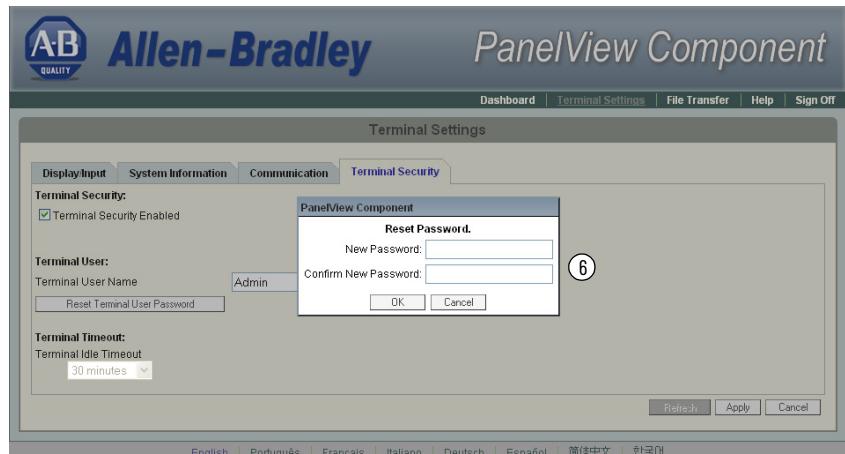 A·B
QUALITY
Allen-Bradley
PanelView Component
Dashboard | Terminal Settings | File Transfer | Help | Sign Off
Terminal Settings
Display/Input System Information Communication Terminal Security
Terminal Security:
Terminal Security Enabled
PanelView Component
Reset Password.
New Password:
Confirm New Password:
OK Cancel
6
Terminal User:
Terminal User Name Admin
Reset Terminal User Password
Terminal Timeout:
Terminal Idle Timeout
30 minutes
Refresh Apply Cancel
English | Português | Français | Italiano | Deutsch | Español | 简体中文 | 한국어